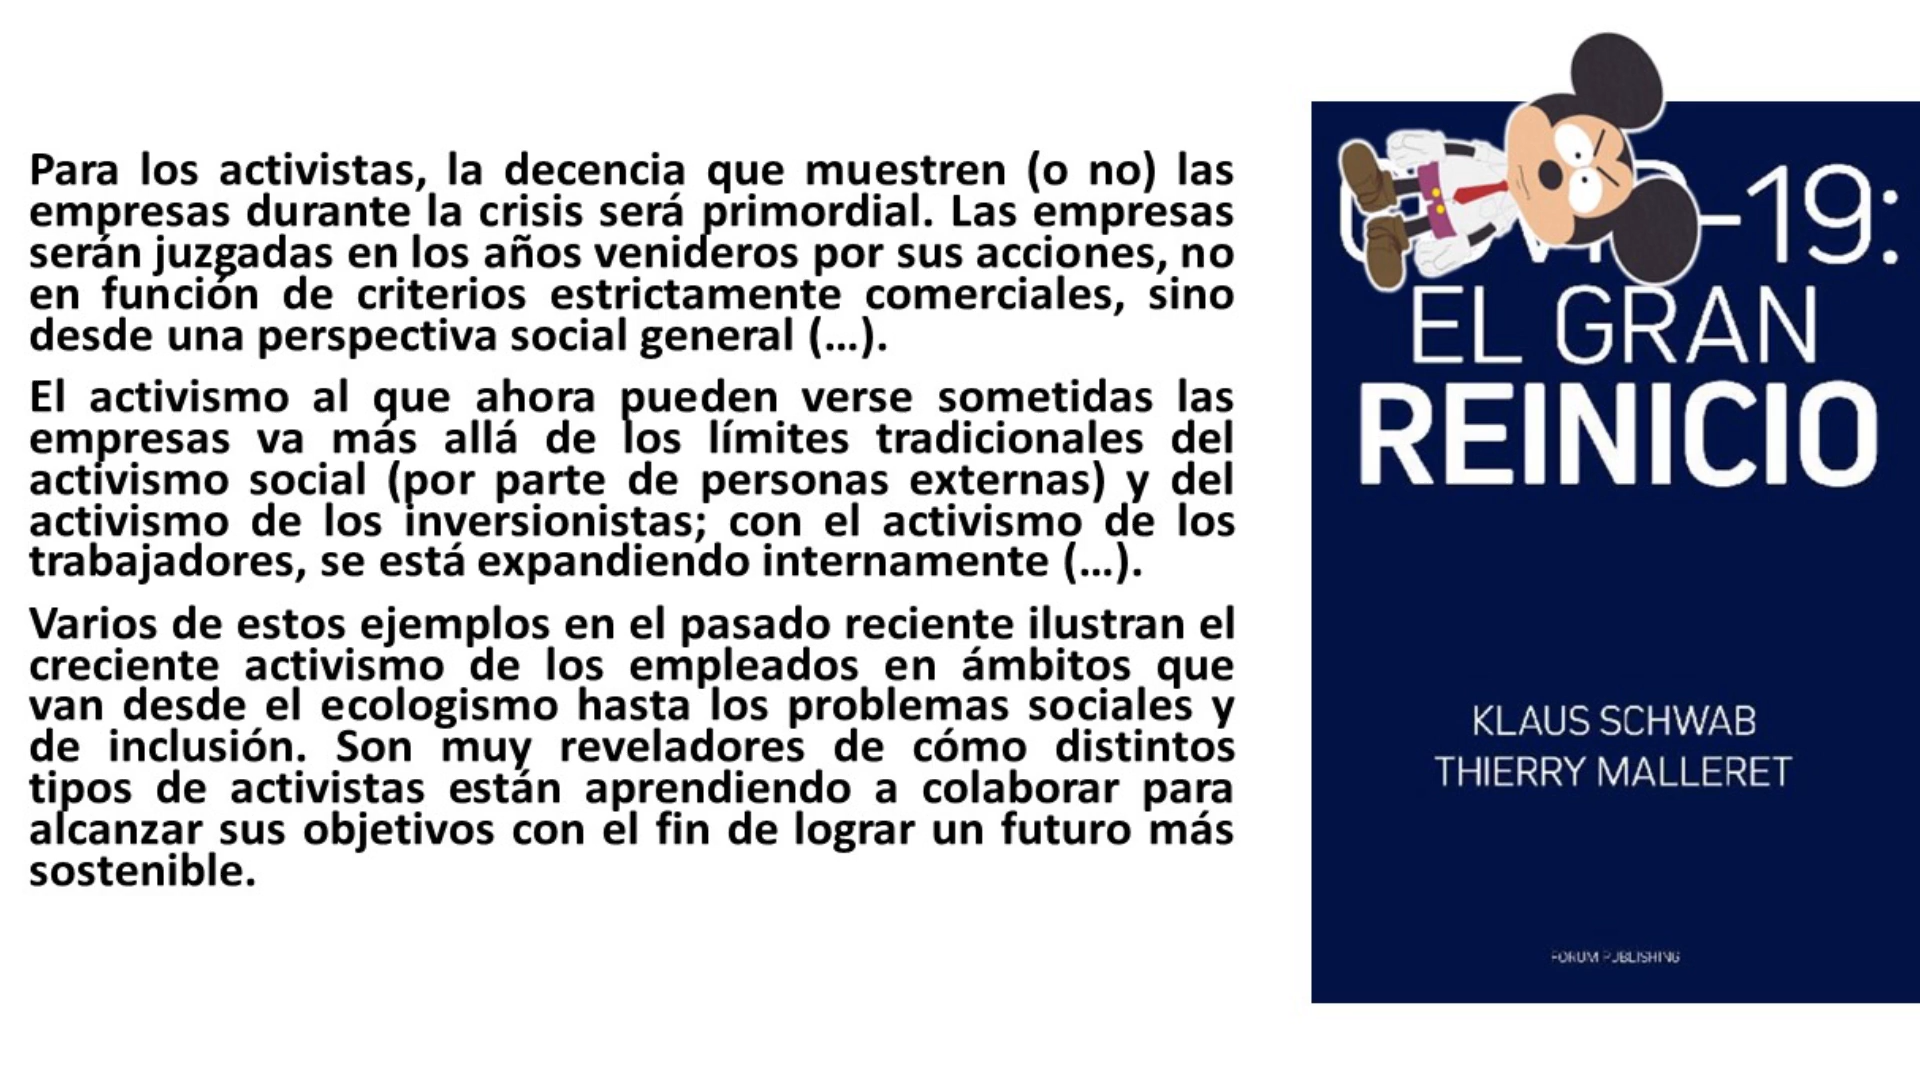 Para los activistas, la decencia que muestren (o no) las
empresas durante la crisis será primordial. Las empresas
serán juzgadas en los años venideros por sus acciones, no
en función de criterios estrictamente comerciales, sino
desde una perspectiva social general (...).
El activismo al que ahora pueden verse sometidas las
empresas va más allá de los límites tradicionales del
activismo social (por parte de personas externas) y del
activismo de los inversionistas; con el activismo de los
trabajadores, se está expandiendo internamente (...).
Varios de estos ejemplos en el pasado reciente ilustran el
creciente activismo de los empleados en ámbitos que
van desde el ecologismo hasta los problemas sociales y
de inclusión. Son muy reveladores de cómo distintos
tipos de activistas están aprendiendo a colaborar para
alcanzar sus objetivos con el fin de lograr un futuro más
sostenible.
-19:
EL GRAN
REINICIO
KLAUS SCHWAB
THIERRY MALLERET
FORUM PUBLISHING